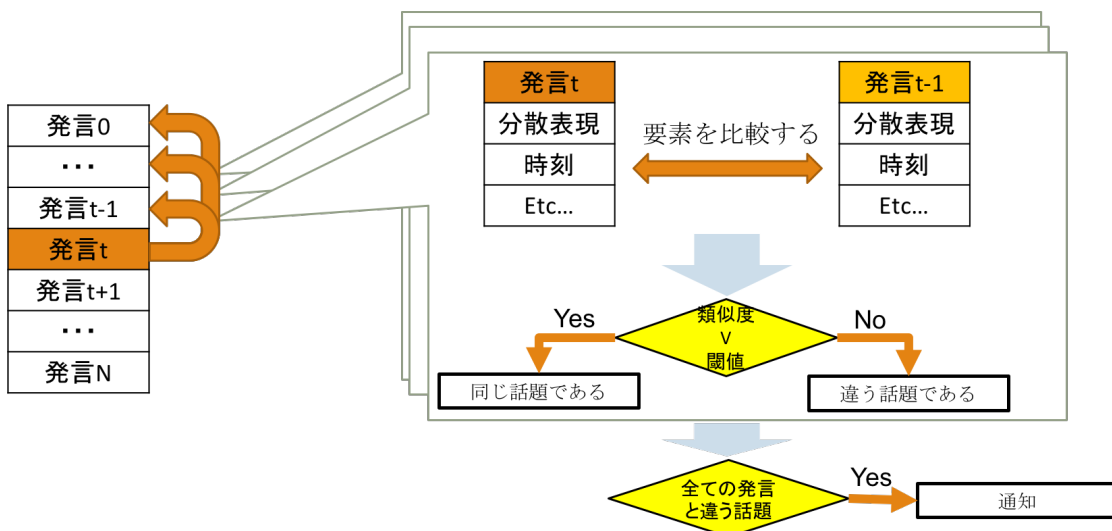 発言0
・・・
発言t-1
発言t
発言t+1
・・・
発言N
発言t
分散表現
時刻
Etc...
要素を比較する
発言t-1
分散表現
時刻
Etc...
類似度
V
閾値
Yes
No
同じ話題である
違う話題である
全ての発言
と違う話題
Yes
通知